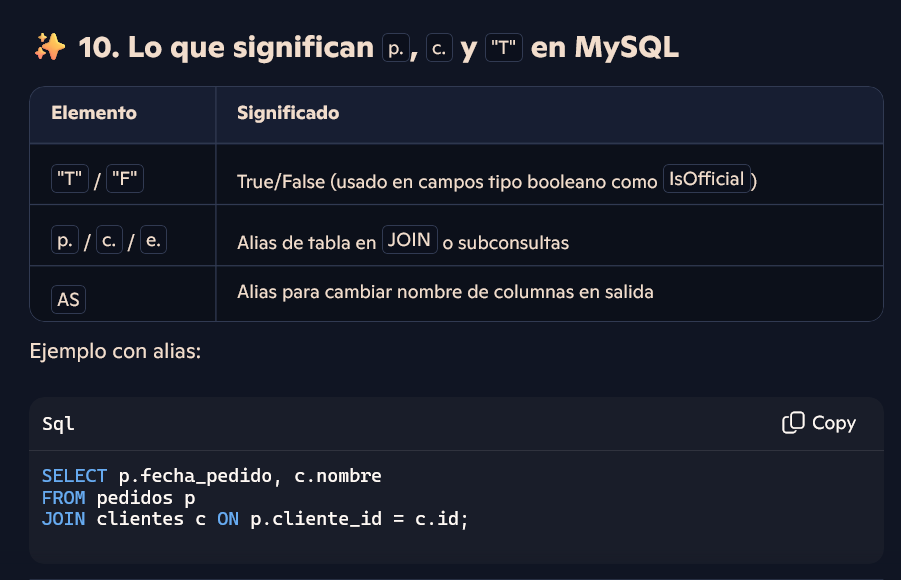 ✨ 10. Lo que significan p., c. y "T" en MySQL
Elemento Significado
"T" / "F" True/False (usado en campos tipo booleano como IsOfficial)
p. / c. / e. Alias de tabla en JOIN o subconsultas
AS Alias para cambiar nombre de columnas en salida
Ejemplo con alias:
Sql Copy
SELECT p.fecha_pedido, c.nombre
FROM pedidos p
JOIN clientes c ON p.cliente_id = c.id;